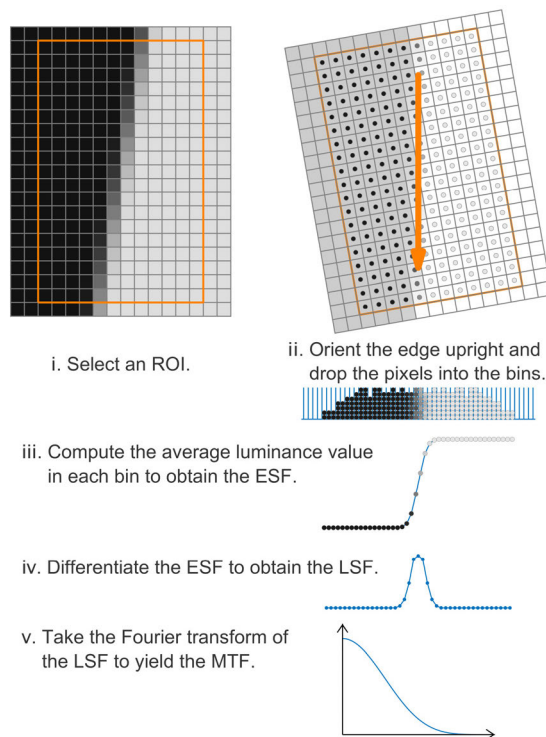 i. Select an ROI.
ii. Orient the edge upright and
drop the pixels into the bins.
iii. Compute the average luminance value
in each bin to obtain the ESF.
iv. Differentiate the ESF to obtain the LSF.
v. Take the Fourier transform of
the LSF to yield the MTF.